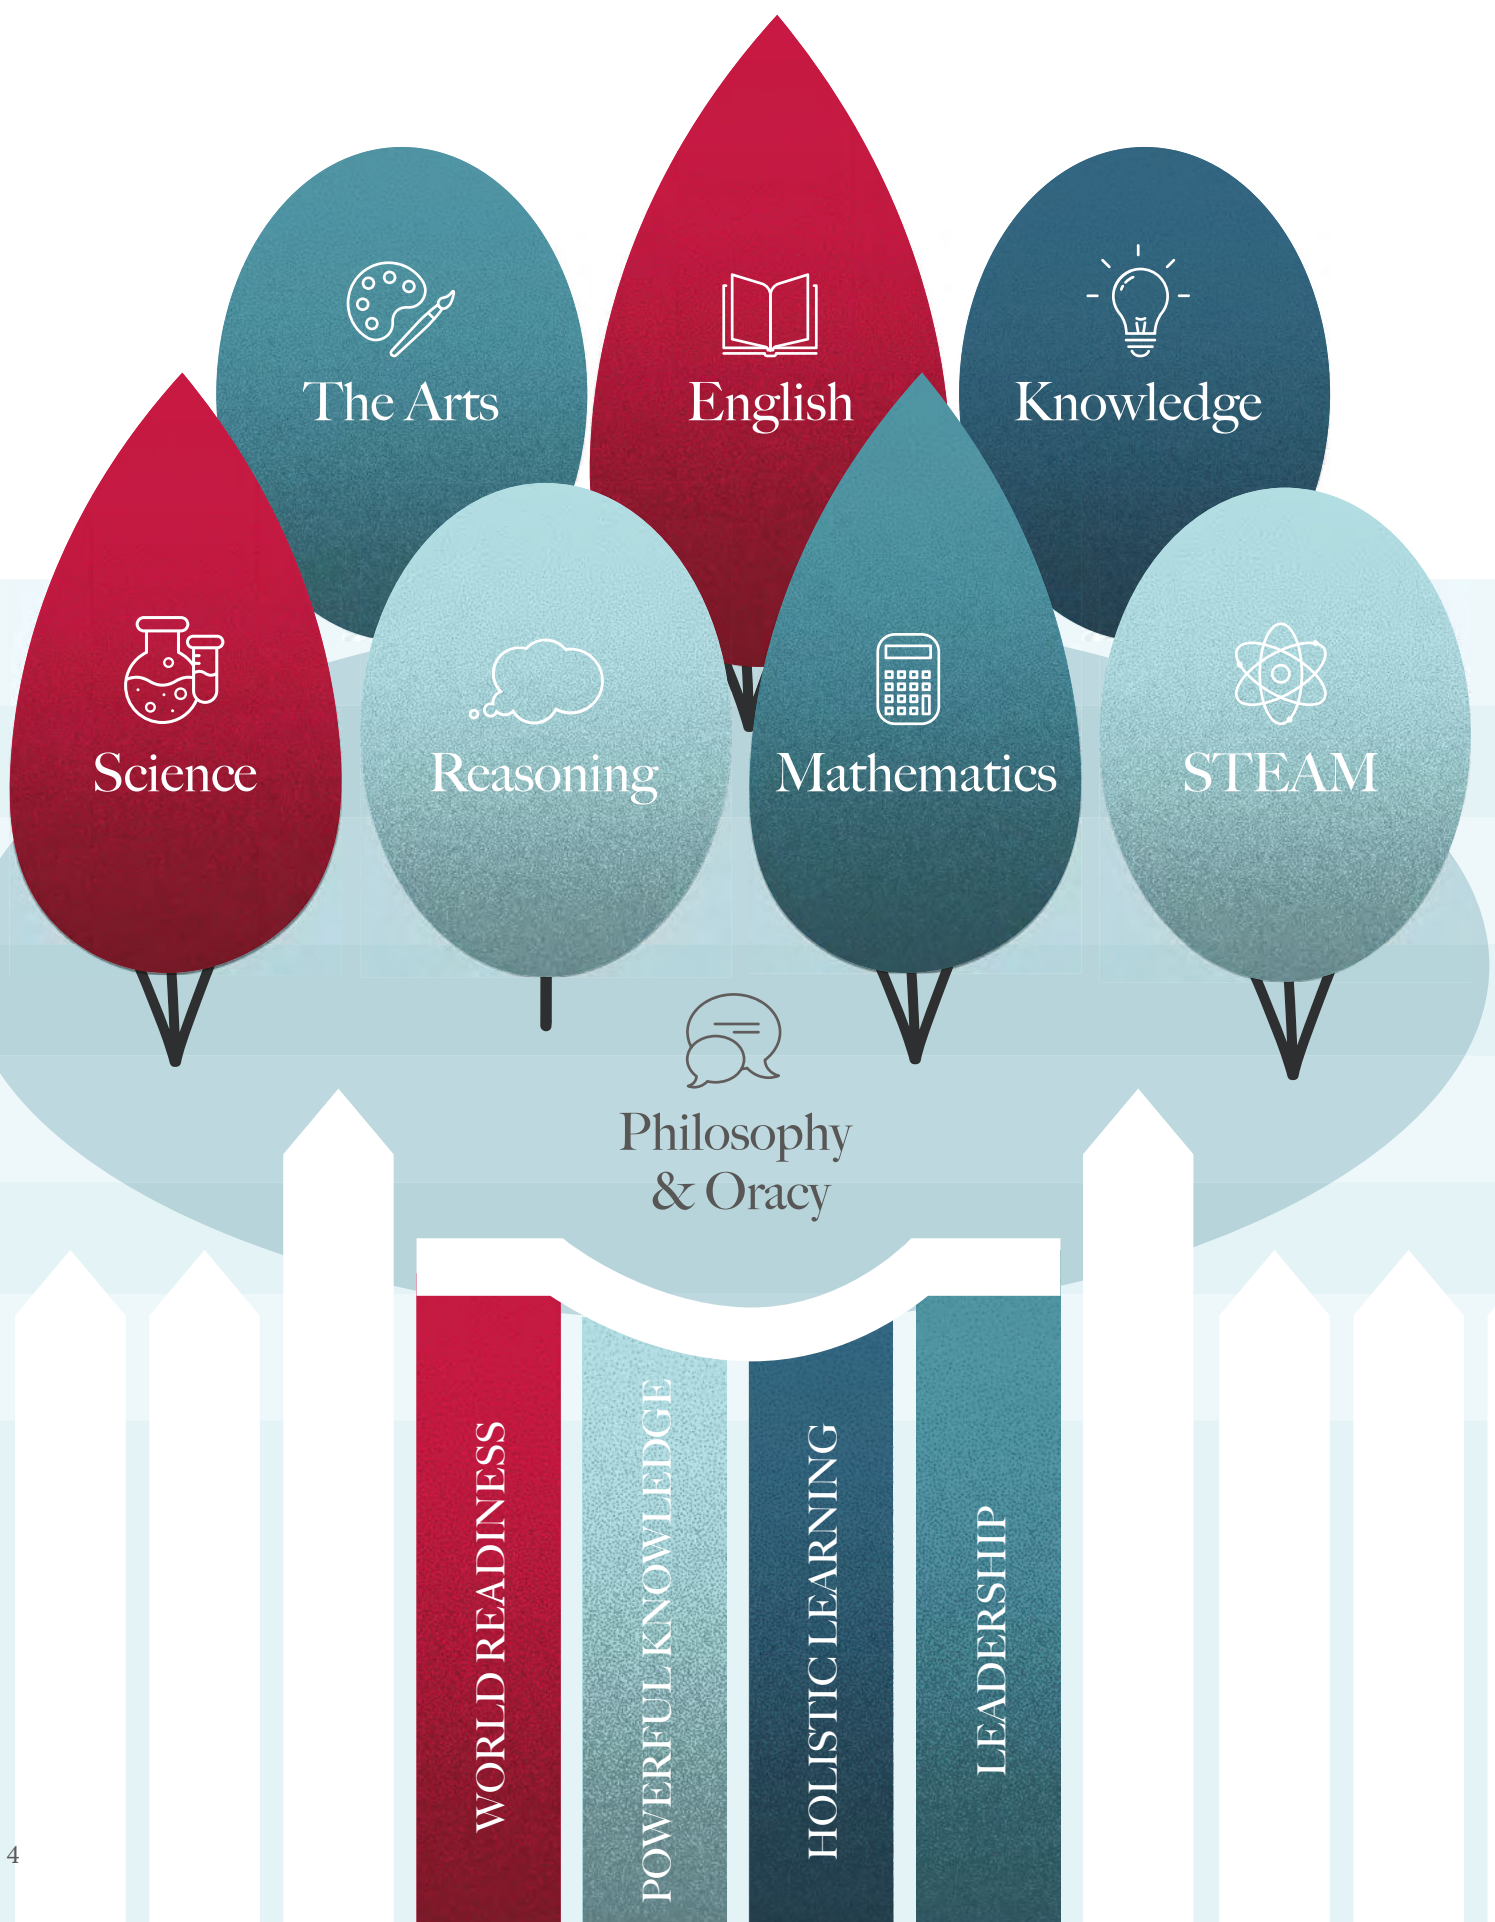 The Arts
English
Knowledge
Science
Reasoning
Mathematics
STEAM
Philosophy
& Oracy
WORLD READINESS
POWERFUL KNOWLEDGE
HOLISTIC LEARNING
LEADERSHIP
4